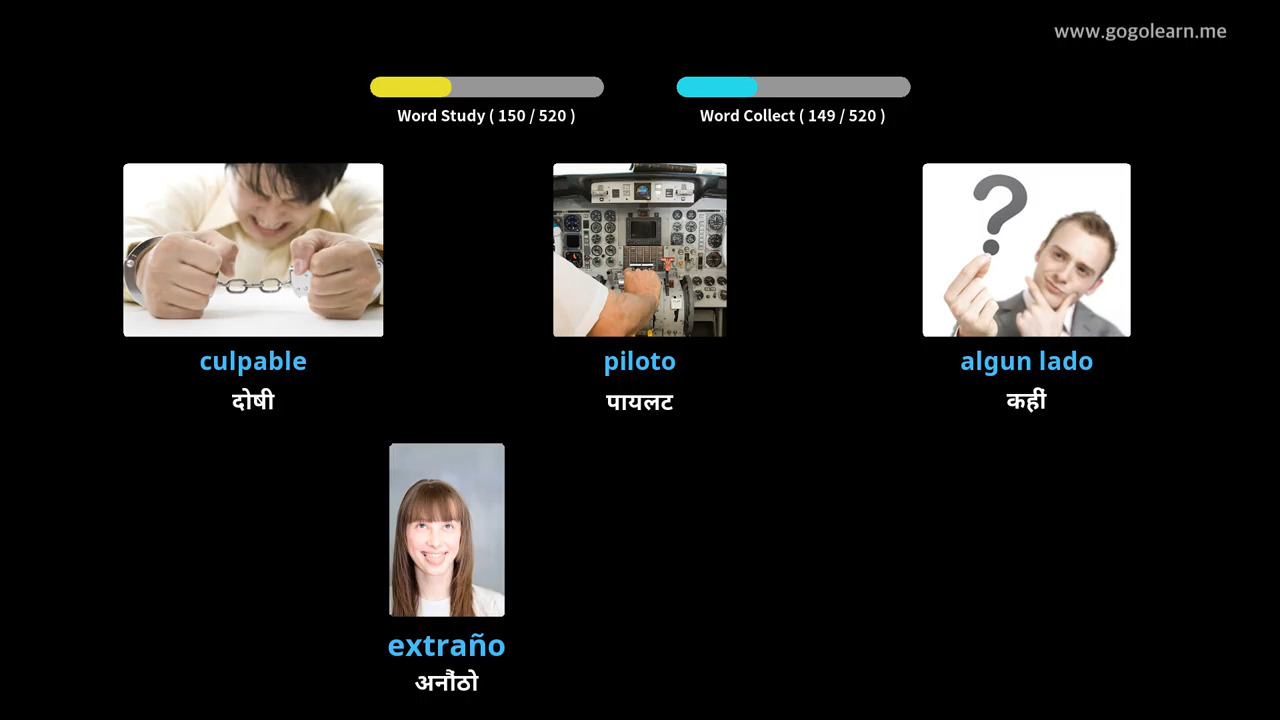 www.gogolearn.me
Word Study ( 150 / 520 )
Word Collect ( 149 / 520 )
culpable
piloto
algun lado
दोषी
पायलट
कहीं
extraño
अनौंठो